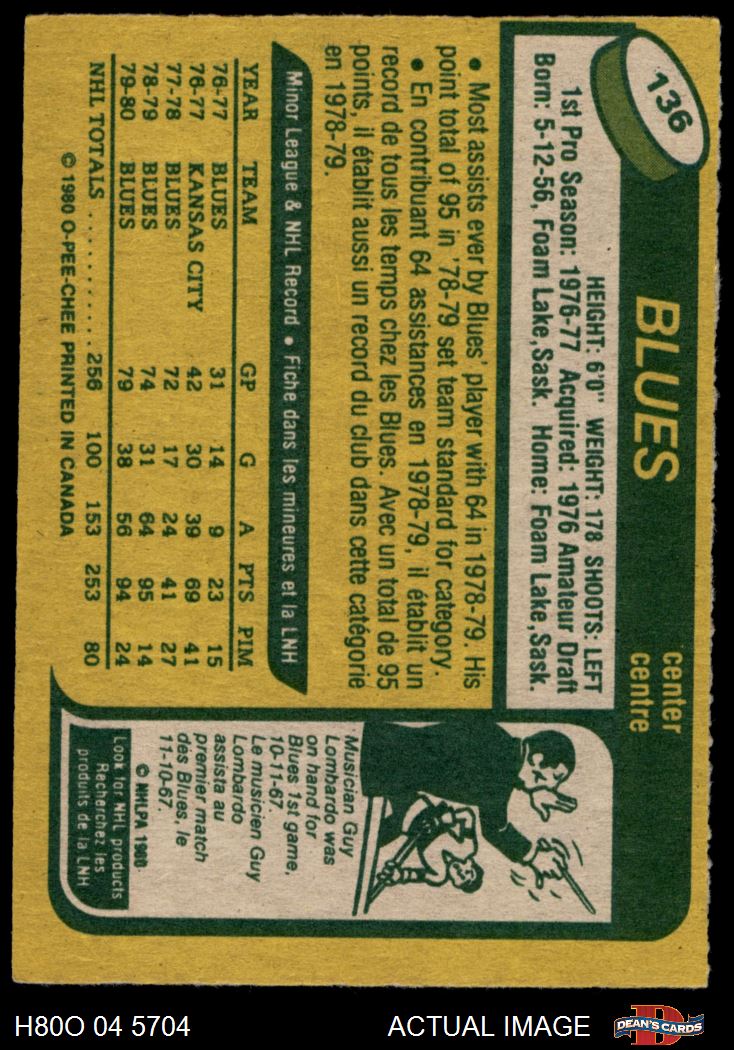 136
BLUES
center
centre
HEIGHT: 6'0" WEIGHT: 178 SHOOTS: LEFT
1st Pro Season: 1976-77 Acquired: 1976 Amateur Draft
Born: 5-12-56, Foam Lake, Sask. Home: Foam Lake, Sask.
• Most assists ever by Blues' player with 64 in 1978-79. His
point total of 95 in '78-79 set team standard for category.
• En contribuant 64 assistances en 1978-79, il établit un
record de tous les temps chez les Blues. Avec un total de 95
points, il établit aussi un record du club dans cette catégorie
en 1978-79.
Minor League & NHL Record • Fiche dans les mineures et la LNH
YEAR TEAM GP G A PTS PIM
76-77 BLUES 31 14 9 23 15
76-77 KANSAS CITY 42 30 39 69 41
77-78 BLUES 72 17 24 41 27
78-79 BLUES 74 31 64 95 14
79-80 BLUES 79 38 56 94 24
NHL TOTALS .......... 256 100 153 253 80
© 1980 O-PEE-CHEE PRINTED IN CANADA
Musician Guy
Lombardo was
on hand for
Blues 1st game,
10-11-67.
Le musicien Guy
Lombardo
assista au
premier match
des Blues, le
11-10-67.
© NHLPA 1980
Look for NHL products
Recherchez les
produits de la LNH
H80O 04 5704
ACTUAL IMAGE
D
DEAN'S CARDS